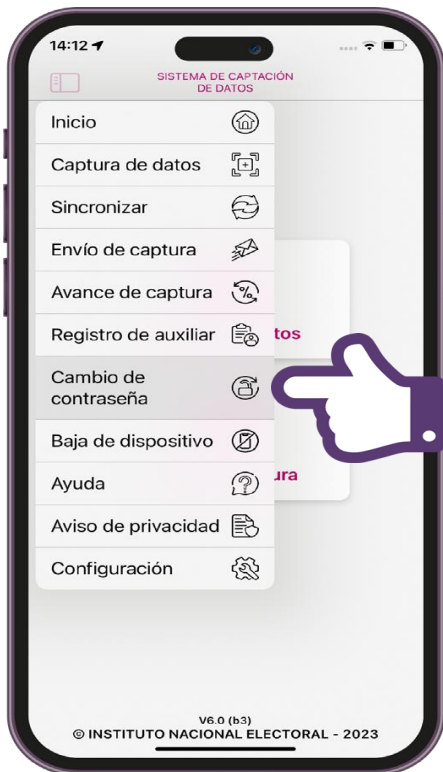 14:12
SISTEMA DE CAPTACIÓN
DE DATOS
Inicio
Captura de datos
Sincronizar
Envío de captura
Avance de captura
Registro de auxiliar
tos
Cambio de
contraseña
Baja de dispositivo
Ayuda
ura
Aviso de privacidad
Configuración
V6.0 (b3)
© INSTITUTO NACIONAL ELECTORAL - 2023